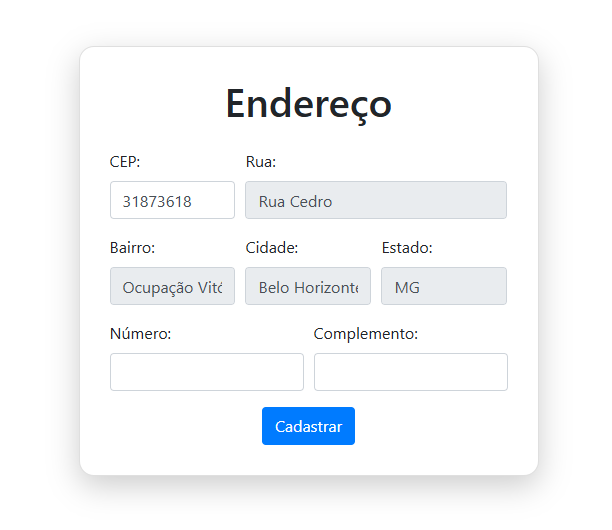 Endereço
CEP: Rua:
31873618 Rua Cedro
Bairro: Cidade: Estado:
Ocupação Vitó Belo Horizonte MG
Número: Complemento:
Cadastrar